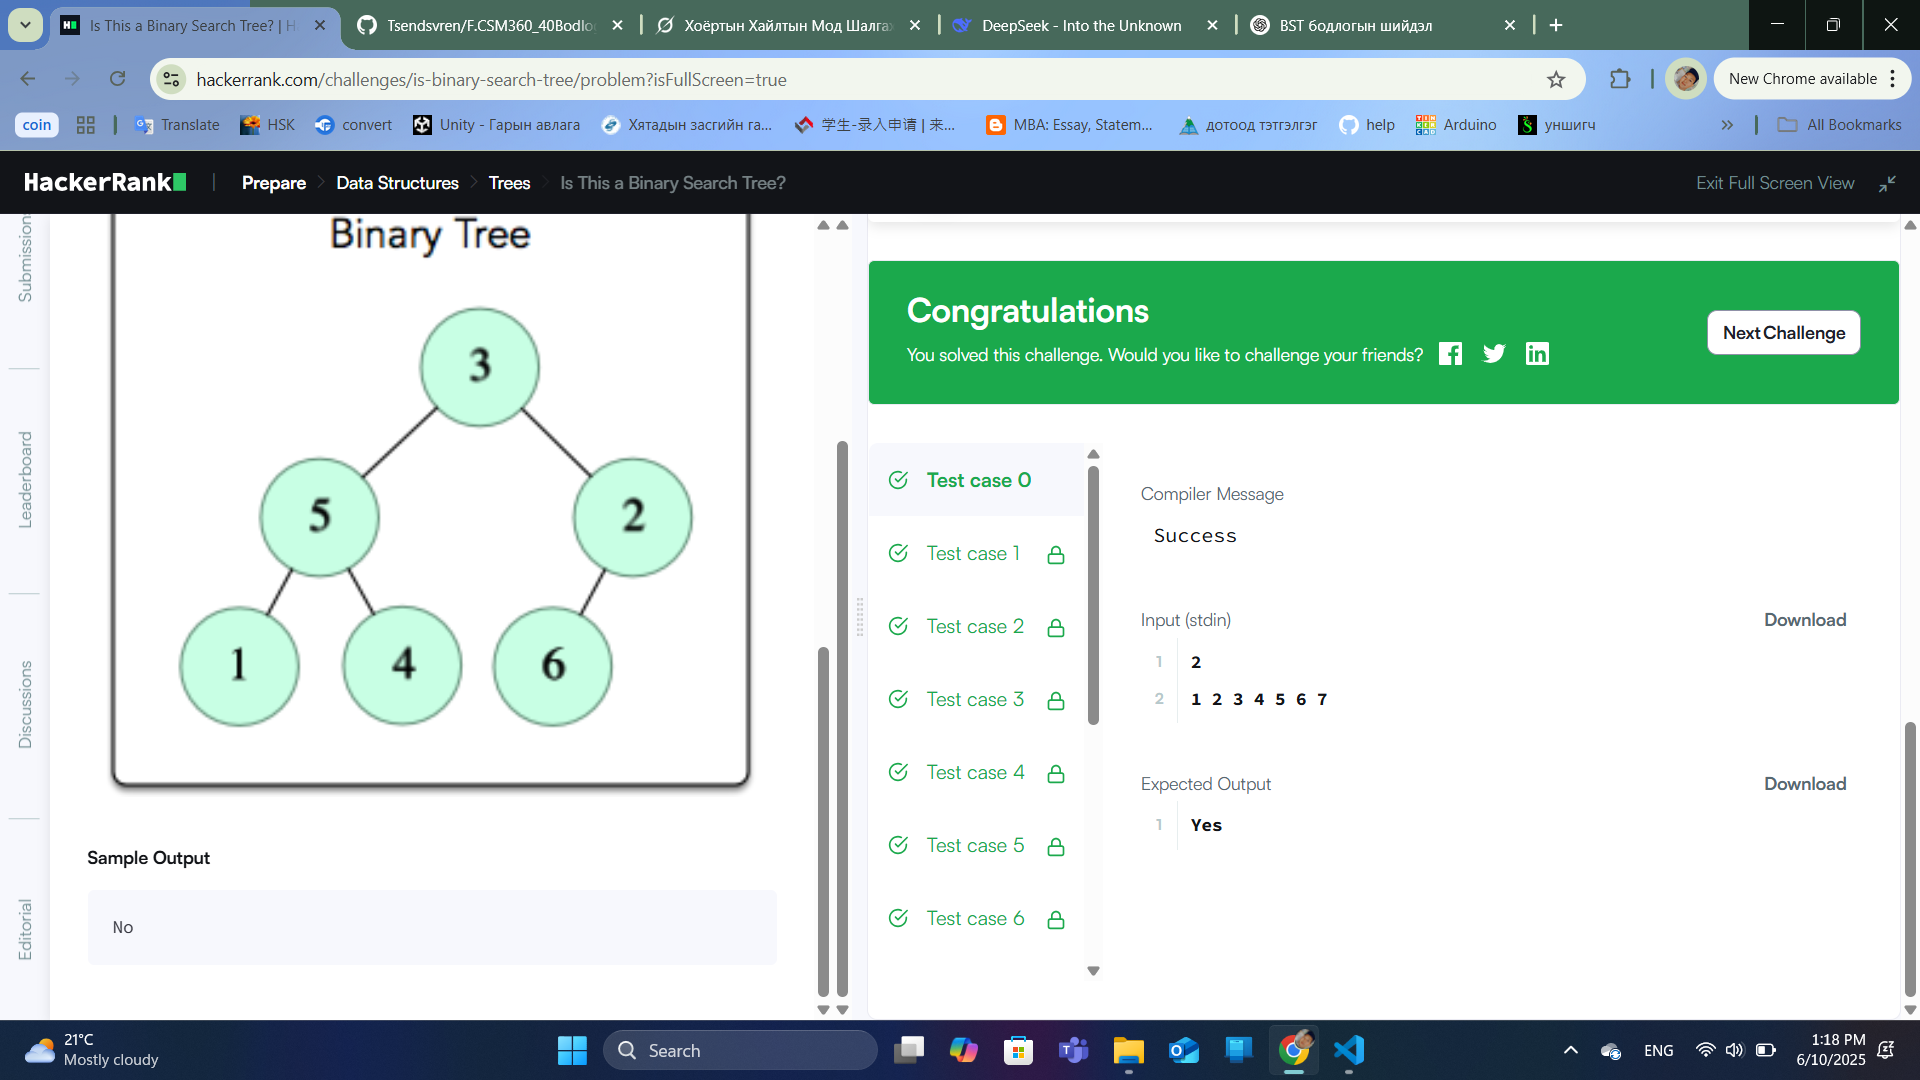 Is This a Binary Search Tree? | H
Tsendsvren/F.CSM360_40Bodlo
Хоёртын Хайлтын Мод Шалга
DeepSeek - Into the Unknown
BST бодлогын шийдэл
hackerrank.com/challenges/is-binary-search-tree/problem?isFullScreen=true
New Chrome available
coin
Translate
HSK
convert
Unity - Гарын авлага
Хятадын засгийн га...
学生-录入申请 | 来...
MBA: Essay, Statem...
дотоод тэтгэлгэг
help
Arduino
уншигч
All Bookmarks
HackerRank
Prepare
Data Structures
Trees
Is This a Binary Search Tree?
Exit Full Screen View
Submissions
Leaderboard
Discussions
Editorial
Binary Tree
3
5
2
1
4
6
Sample Output
No
Congratulations
You solved this challenge. Would you like to challenge your friends?
Next Challenge
Test case 0
Test case 1
Test case 2
Test case 3
Test case 4
Test case 5
Test case 6
Compiler Message
Success
Input (stdin)
Download
1 2
2 1 2 3 4 5 6 7
Expected Output
Download
1 Yes
21°C
Mostly cloudy
Search
ENG
1:18 PM
6/10/2025